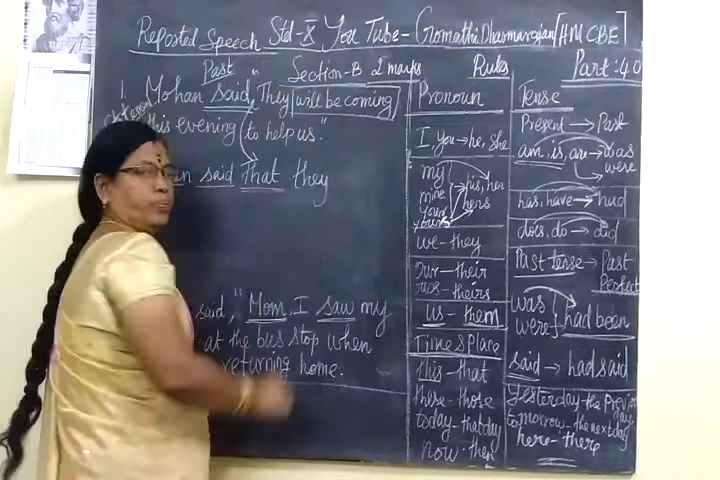 Reported Speech Std-X You Tube- Gomathi Dharmarajan [HM CBE]
Part: 40
Past
Section-B 2 marks
1. Mohan said, "They will be coming
this evening to help us."
said that they
said, "Mom, I saw my
at the bus stop when
returning home.
Rules
Pronoun
I, you → he, she
my
mine
your
yours
his, her
hers
we - they
our - their
ours - theirs
us - them
Time & Place
this - that
these - those
today - that day
now - then
Tense
Present → Past
am, is, are → was
were
has, have → had
does, do → did
Past tense → Past
Perfect
was
were
had been
said → had said
Yesterday - the Previous
day
tomorrow - the next day
here - there